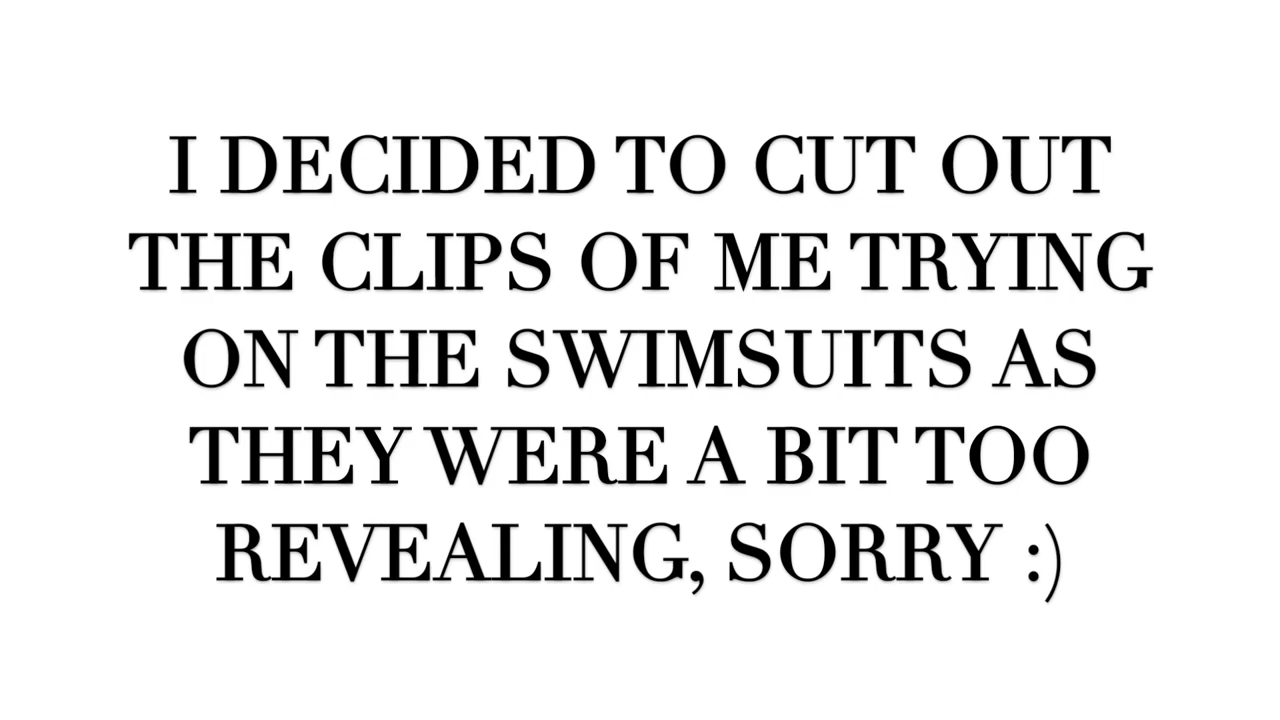 I DECIDED TO CUT OUT
THE CLIPS OF ME TRYING
ON THE SWIMSUITS AS
THEY WERE A BIT TOO
REVEALING, SORRY :)